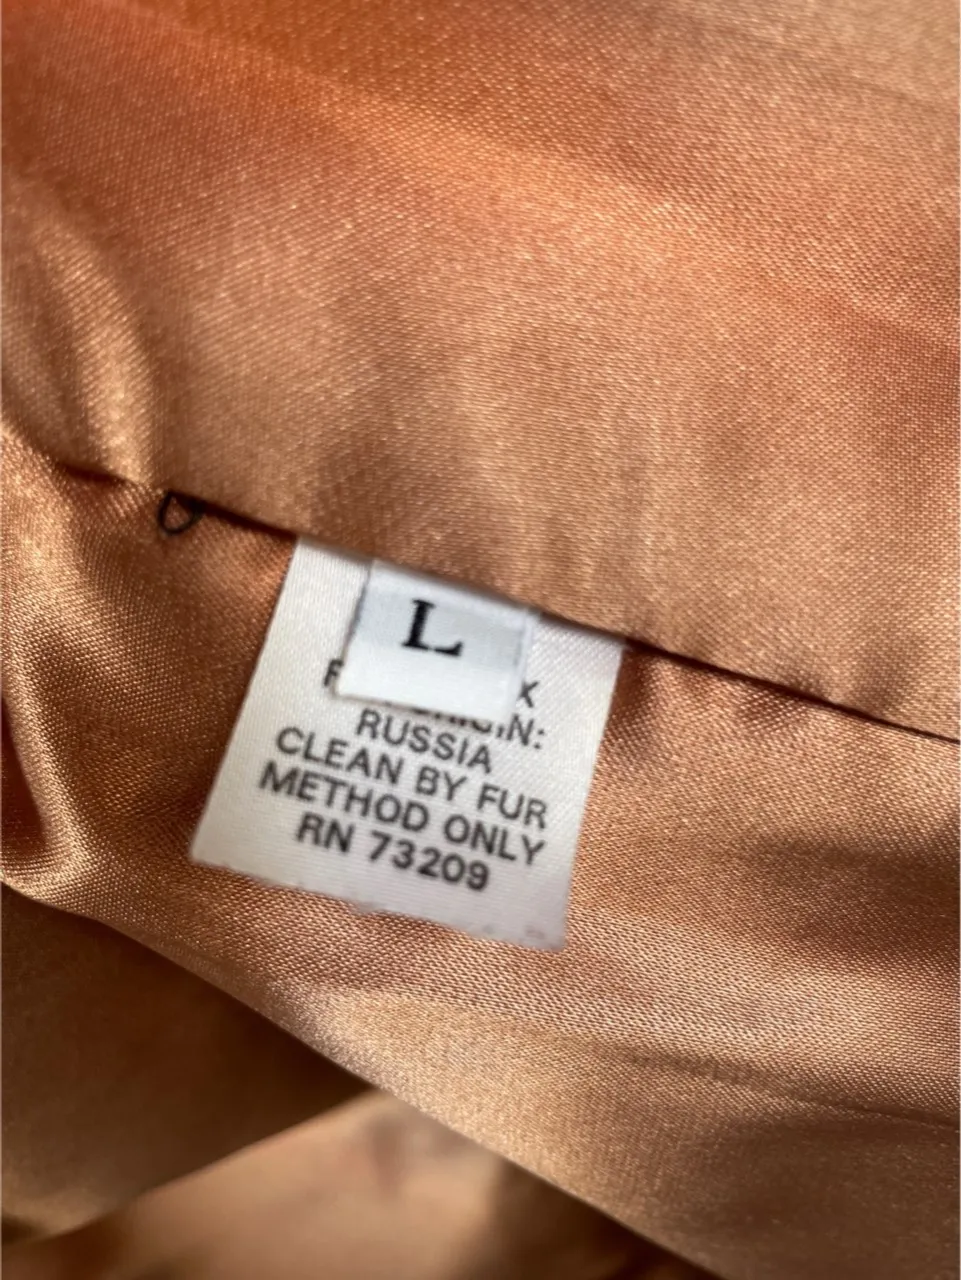 L
RUSSIA
CLEAN BY FUR
METHOD ONLY
RN 73209